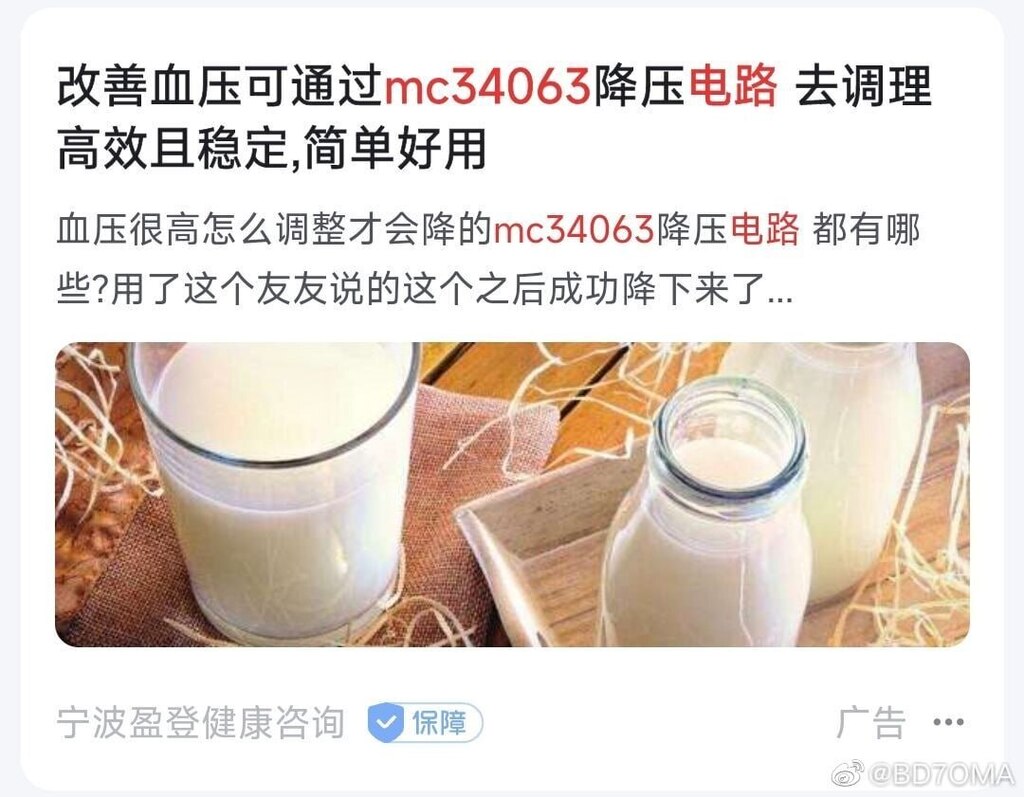 改善血压可通过mc34063降压电路 去调理
高效且稳定,简单好用
血压很高怎么调整才会降的mc34063降压电路 都有哪
些?用了这个友友说的这个之后成功降下来了...
宁波盈登健康咨询 保障 广告
@BD7OMA